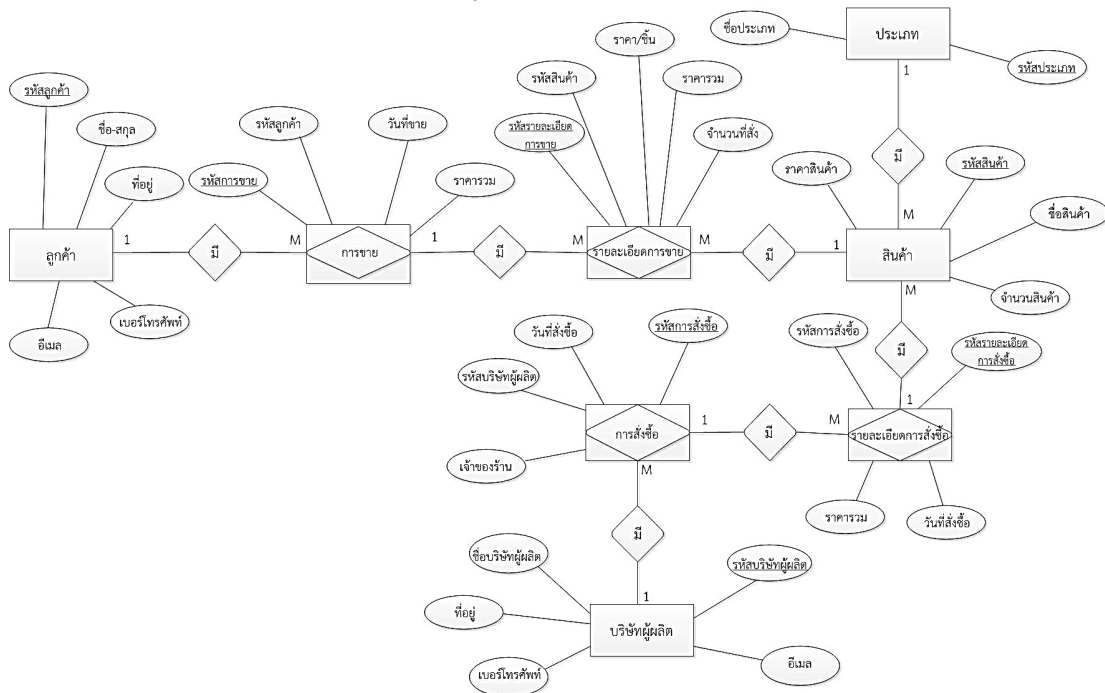 ชื่อประเภท
ประเภท
รหัสประเภท
1
มี
M
ราคา/ชิ้น
รหัสสินค้า
ราคารวม
รหัสรายละเอียด
การขาย
จำนวนที่สั่ง
รหัสลูกค้า
ชื่อ-สกุล
ที่อยู่
รหัสลูกค้า
วันที่ขาย
รหัสการขาย
ราคารวม
ราคาสินค้า
รหัสสินค้า
ชื่อสินค้า
จำนวนสินค้า
ลูกค้า
1
มี
M
การขาย
1
มี
M
รายละเอียดการขาย
M
มี
1
สินค้า
อีเมล
เบอร์โทรศัพท์
M
มี
1
วันที่สั่งซื้อ
รหัสการสั่งซื้อ
รหัสบริษัทผู้ผลิต
เจ้าของร้าน
รหัสการสั่งซื้อ
รหัสรายละเอียด
การสั่งซื้อ
การสั่งซื้อ
1
มี
M
รายละเอียดการสั่งซื้อ
ราคารวม
วันที่สั่งซื้อ
M
มี
1
ชื่อบริษัทผู้ผลิต
รหัสบริษัทผู้ผลิต
ที่อยู่
บริษัทผู้ผลิต
เบอร์โทรศัพท์
อีเมล